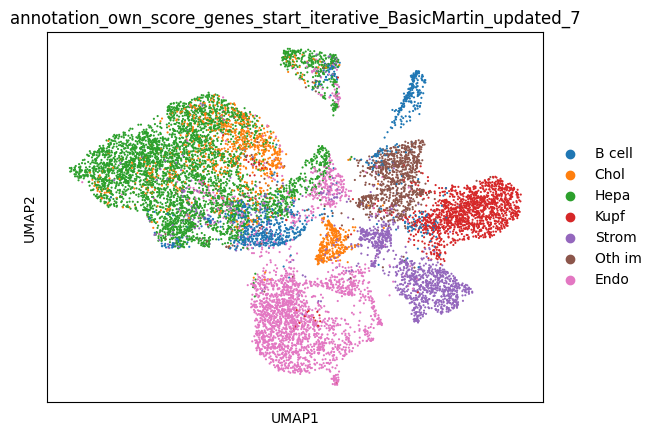 annotation_own_score_genes_start_iterative_BasicMartin_updated_7
UMAP2
UMAP1
B cell
Chol
Hepa
Kupf
Strom
Oth im
Endo